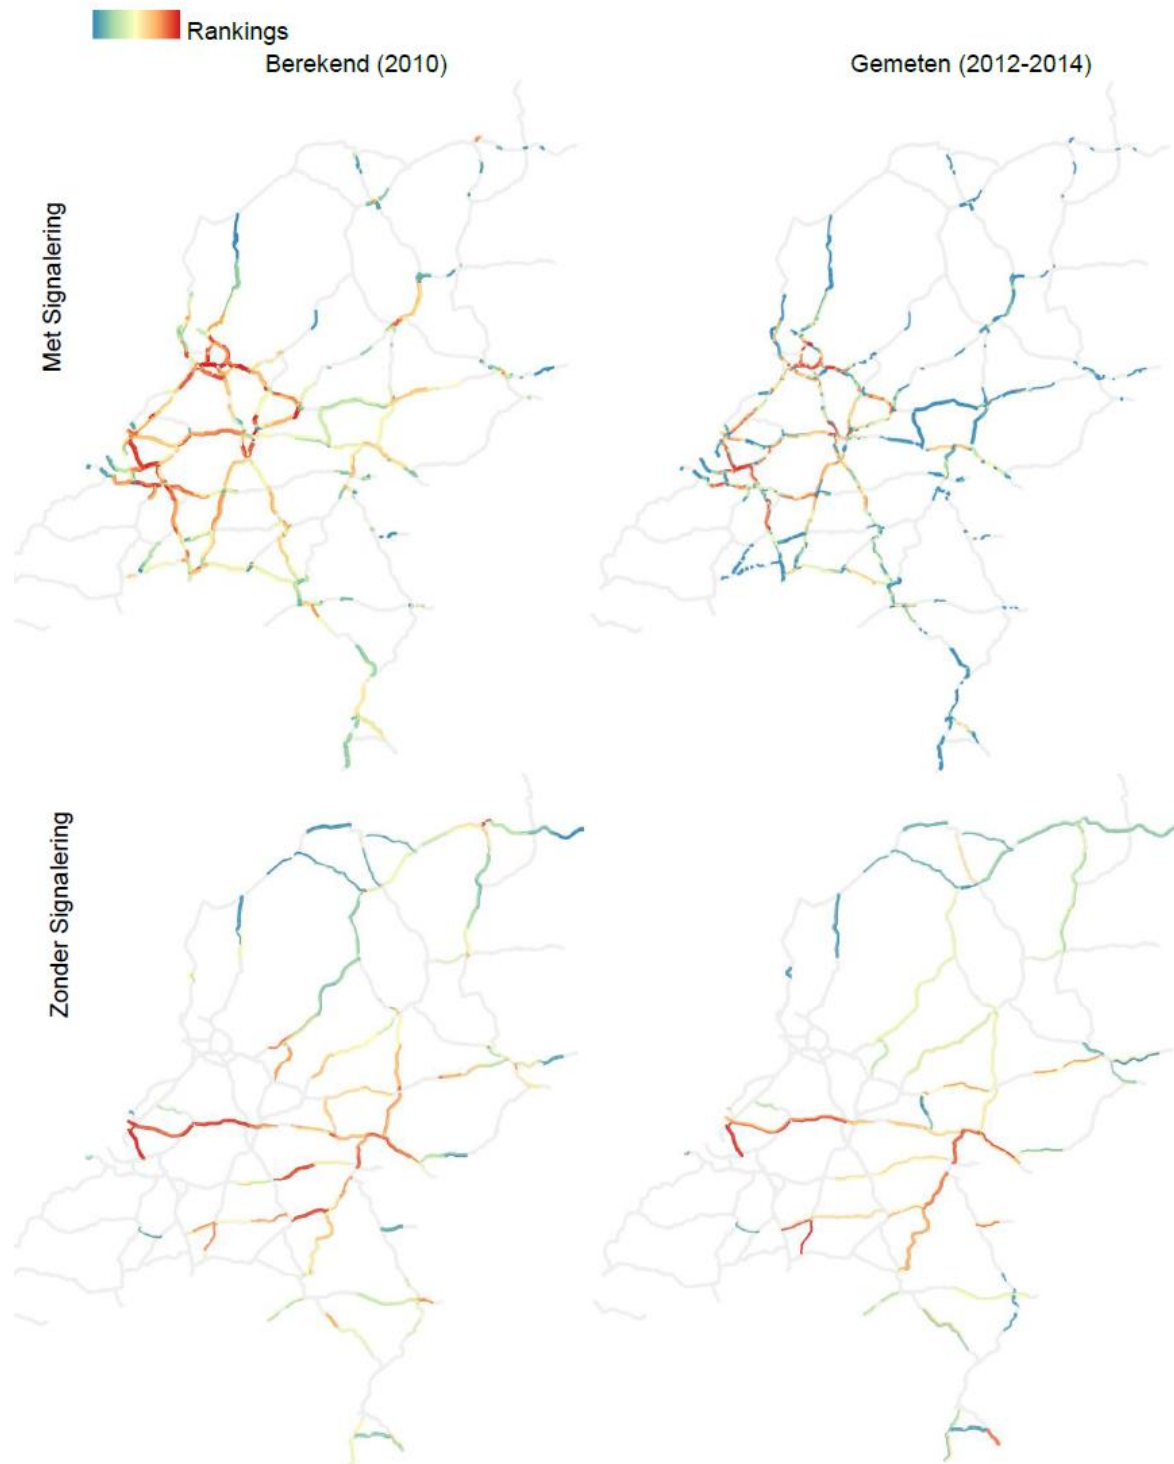 Rankings
Berekend (2010)
Gemeten (2012-2014)
Met Signalering
Zonder Signalering